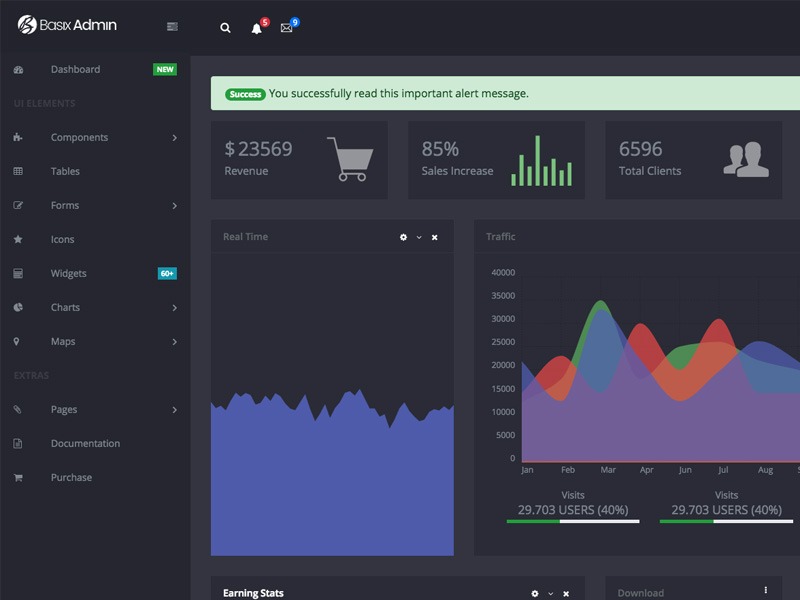 Basix Admin
5
9
Dashboard NEW
UI ELEMENTS
Components
Tables
Forms
Icons
Widgets 60+
Charts
Maps
EXTRAS
Pages
Documentation
Purchase
Success You successfully read this important alert message.
$23569
Revenue
85%
Sales Increase
6596
Total Clients
Real Time
Traffic
40000
35000
30000
25000
20000
15000
10000
5000
0
Jan Feb Mar Apr Jun Jul Aug S
Visits
29.703 USERS (40%)
Visits
29.703 USERS (40%)
Earning Stats
Download